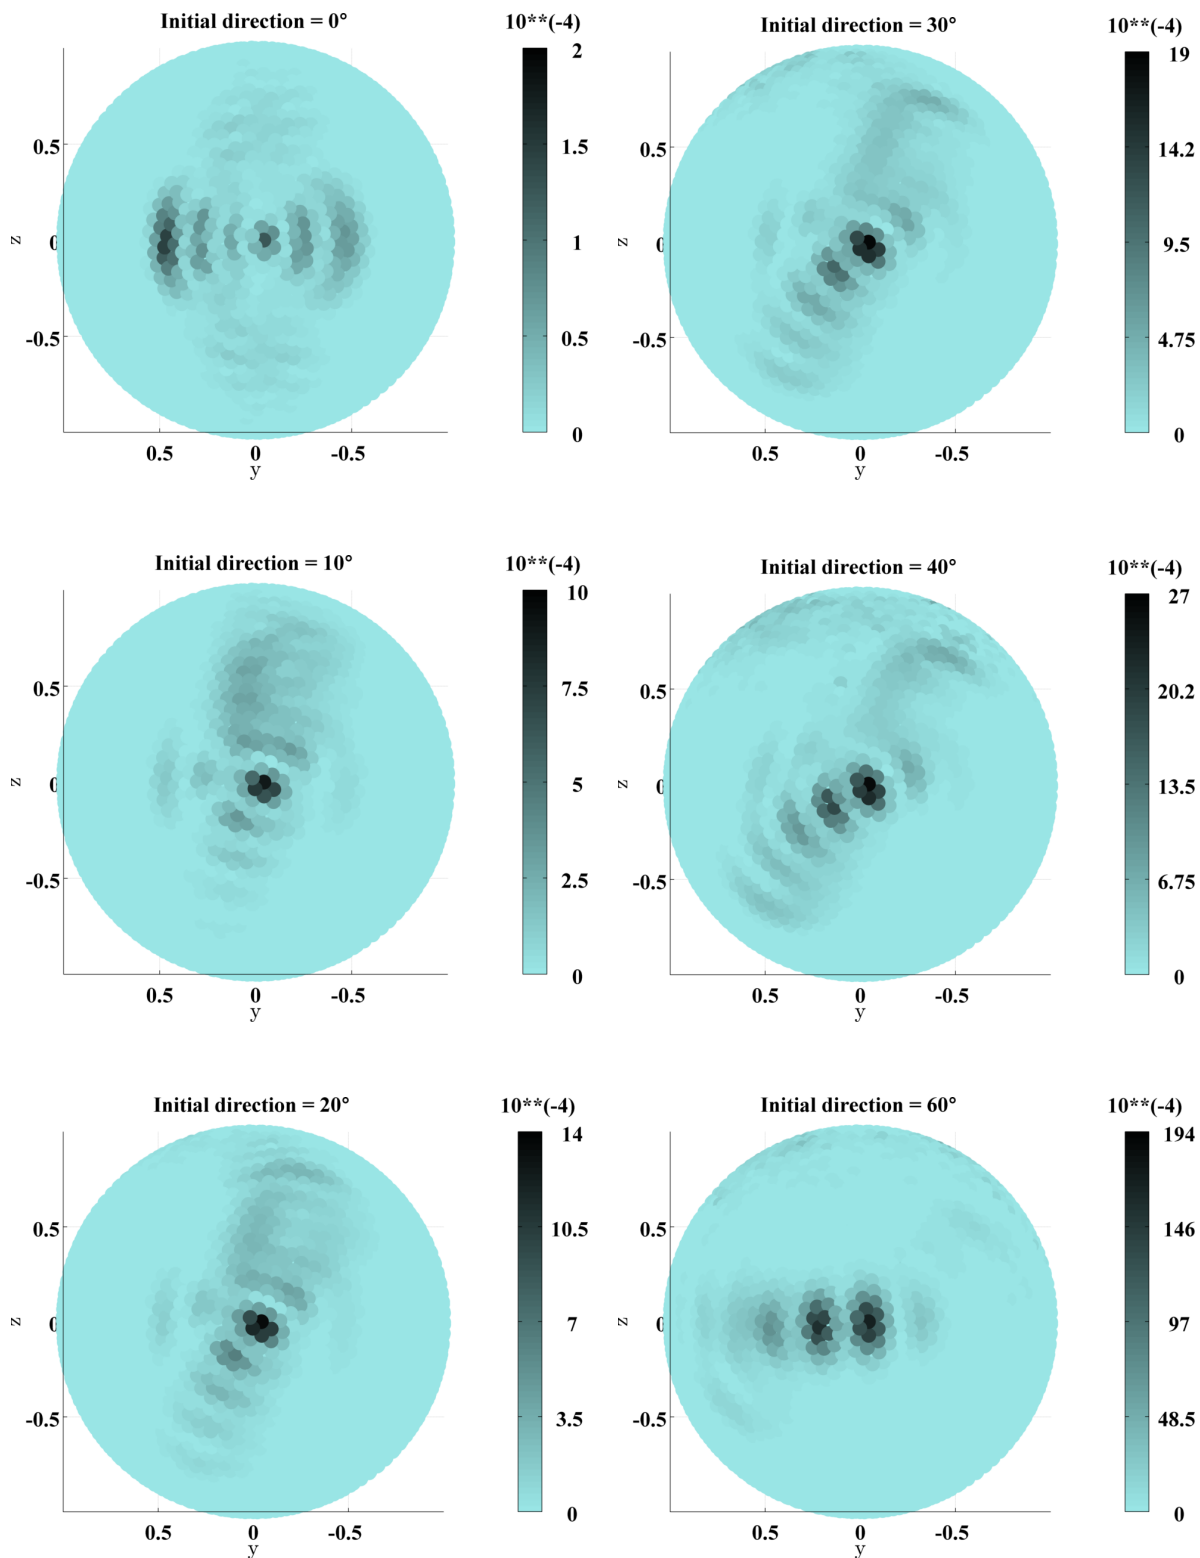 Initial direction = 0°
10**(-4)
2
1.5
1
0.5
0
0.5
0
-0.5
z
0.5 0 -0.5
y
Initial direction = 30°
10**(-4)
19
14.2
9.5
4.75
0
0.5
0
-0.5
z
0.5 0 -0.5
y
Initial direction = 10°
10**(-4)
10
7.5
5
2.5
0
0.5
0
-0.5
z
0.5 0 -0.5
y
Initial direction = 40°
10**(-4)
27
20.2
13.5
6.75
0
0.5
0
-0.5
z
0.5 0 -0.5
y
Initial direction = 20°
10**(-4)
14
10.5
7
3.5
0
0.5
0
-0.5
z
0.5 0 -0.5
y
Initial direction = 60°
10**(-4)
194
146
97
48.5
0
0.5
0
-0.5
z
0.5 0 -0.5
y